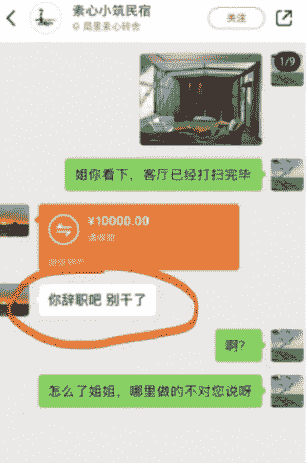 素心小筑民宿
关注
1/9
姐你看下，客厅已经打扫完毕
¥10000.00
你辞职吧 别干了
啊？
怎么了姐姐，哪里做的不对您说呀